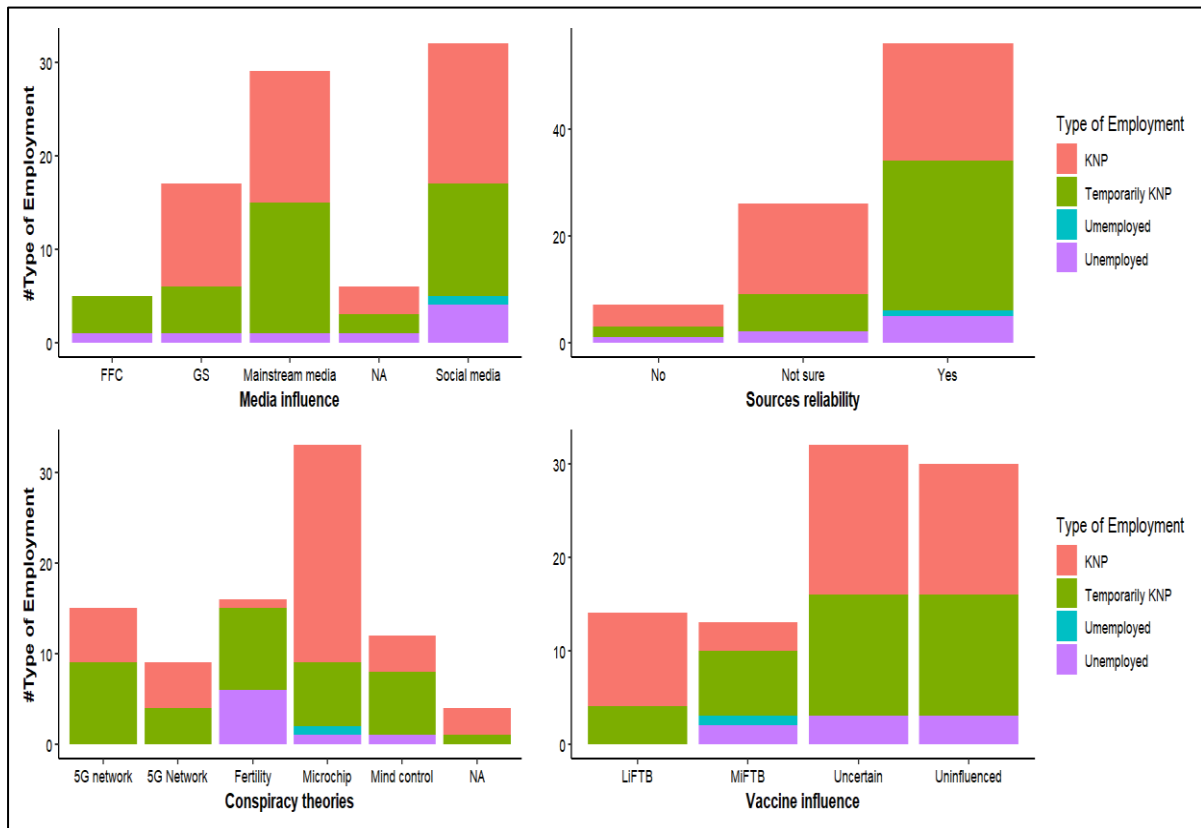 #Type of Employment
30
20
10
0
FFC GS Mainstream media NA Social media
Media influence
40
20
0
No Not sure Yes
Sources reliability
Type of Employment
KNP
Temporarily KNP
Umemployed
Unemployed
#Type of Employment
30
20
10
0
5G network 5G Network Fertility Microchip Mind control NA
Conspiracy theories
30
20
10
0
LiFTB MiFTB Uncertain Uninfluenced
Vaccine influence
Type of Employment
KNP
Temporarily KNP
Umemployed
Unemployed